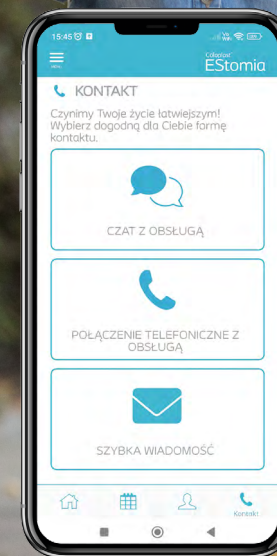 15:45
Coloplast
EStomia
MENU
KONTAKT
Czynimy Twoje życie łatwiejszym!
Wybierz dogodną dla Ciebie formę
kontaktu.
CZAT Z OBSŁUGĄ
POŁĄCZENIE TELEFONICZNE Z
OBSŁUGĄ
SZYBKA WIADOMOŚĆ
Kontakt